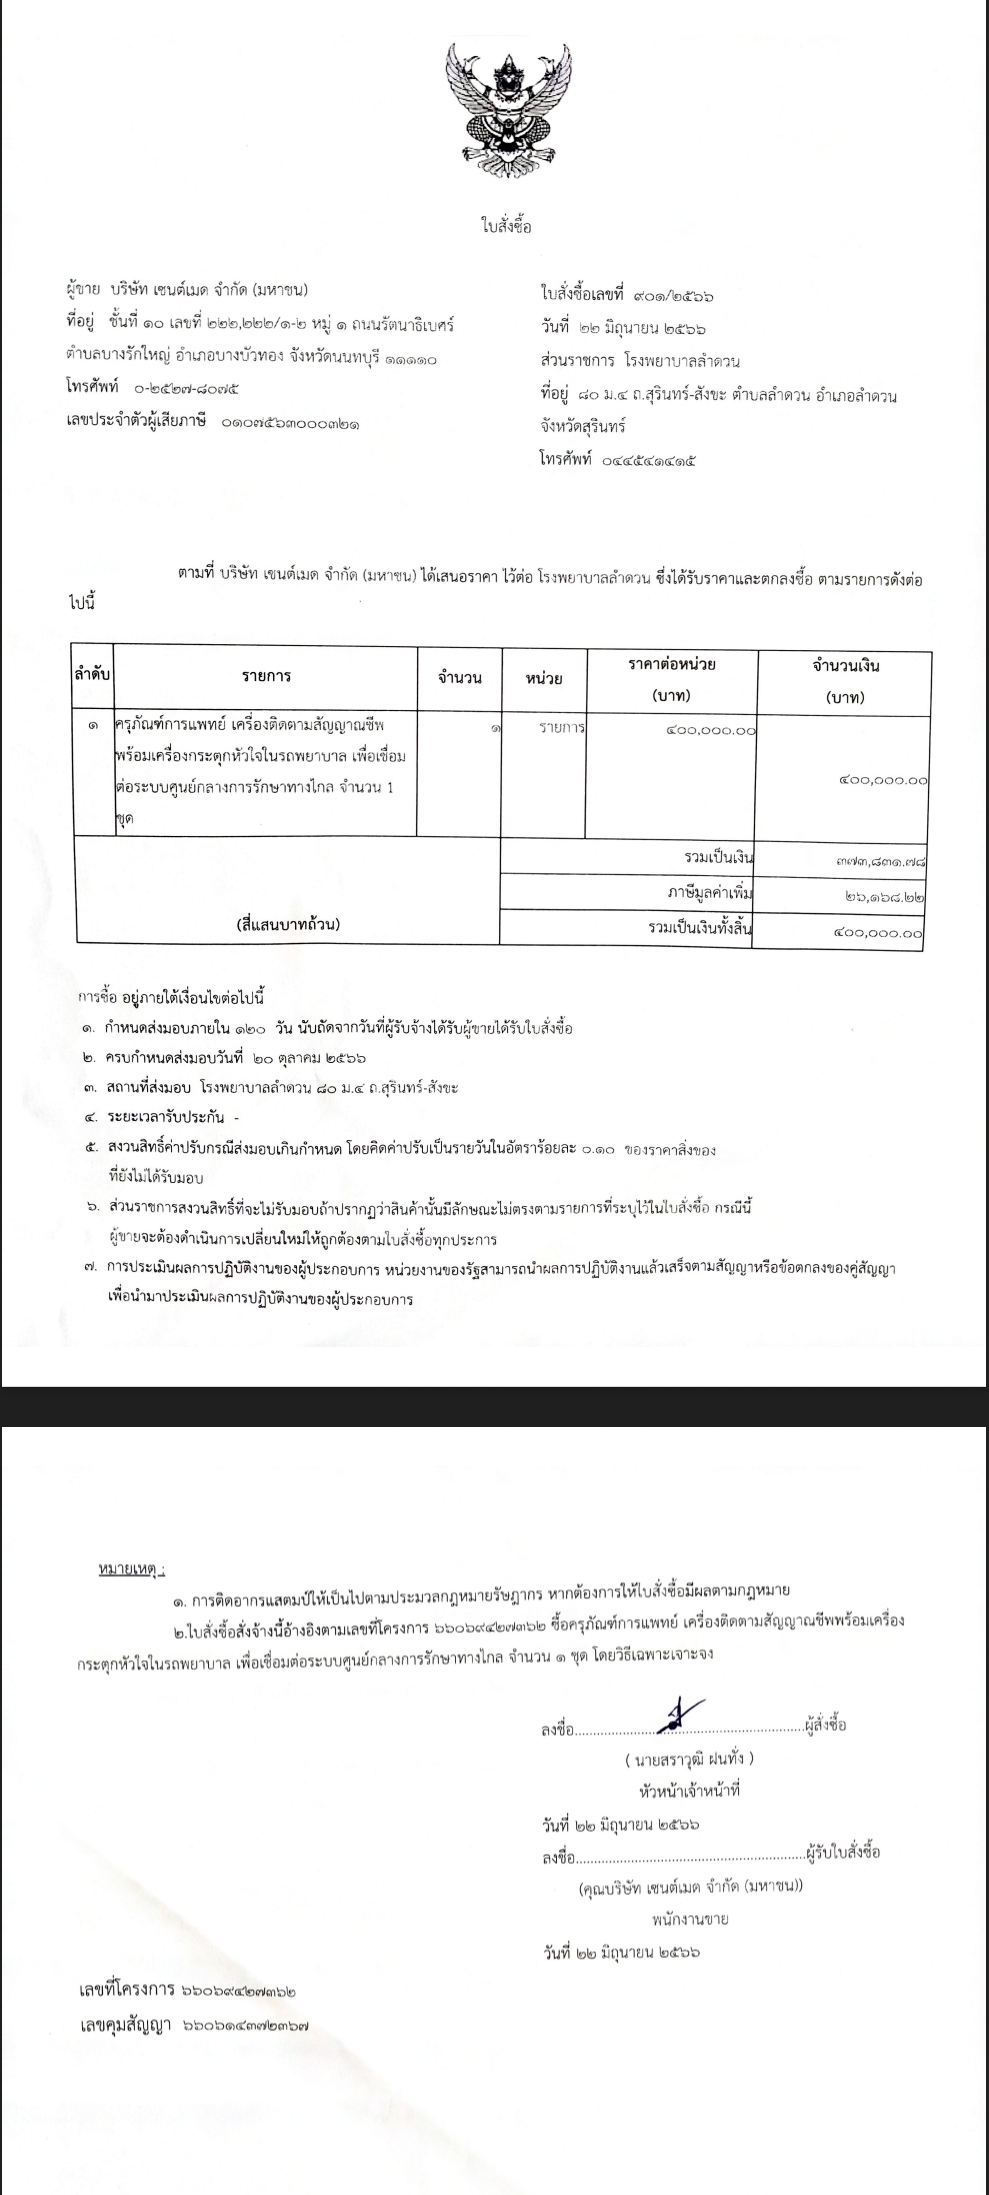 ใบสั่งซื้อ
ผู้ขาย บริษัท เซนต์เมด จำกัด (มหาชน)
ที่อยู่ ชั้นที่ ๑๐ เลขที่ ๒๒๒,๒๒๒/๑-๒ หมู่ ๑ ถนนรัตนาธิเบศร์
ตำบลบางรักใหญ่ อำเภอบางบัวทอง จังหวัดนนทบุรี ๑๑๑๑๐
โทรศัพท์ ๐-๒๕๒๗-๘๐๗๕
เลขประจำตัวผู้เสียภาษี ๐๑๐๗๕๖๓๐๐๐๓๒๑
ใบสั่งซื้อเลขที่ ๙๐๑/๒๕๖๖
วันที่ ๒๒ มิถุนายน ๒๕๖๖
ส่วนราชการ โรงพยาบาลลำดวน
ที่อยู่ ๘๐ ม.๔ ถ.สุรินทร์-สังขะ ตำบลลำดวน อำเภอลำดวน
จังหวัดสุรินทร์
โทรศัพท์ ๐๔๔๕๔๑๔๑๕
ตามที่ บริษัท เซนต์เมด จำกัด (มหาชน) ได้เสนอราคา ไว้ต่อ โรงพยาบาลลำดวน ซึ่งได้รับราคาและตกลงซื้อ ตามรายการดังต่อ
ไปนี้
ลำดับ รายการ จำนวน หน่วย ราคาต่อหน่วย (บาท) จำนวนเงิน (บาท)
๑ ครุภัณฑ์การแพทย์ เครื่องติดตามสัญญาณชีพ ๑ รายการ ๔๐๐,๐๐๐.๐๐
พร้อมเครื่องกระตุกหัวใจในรถพยาบาล เพื่อเชื่อม
ต่อระบบศูนย์กลางการรักษาทางไกล จำนวน 1 ๔๐๐,๐๐๐.๐๐
ชุด
รวมเป็นเงิน ๓๗๓,๘๓๑.๗๘
ภาษีมูลค่าเพิ่ม ๒๖,๑๖๘.๒๒
(สี่แสนบาทถ้วน) รวมเป็นเงินทั้งสิ้น ๔๐๐,๐๐๐.๐๐
การซื้อ อยู่ภายใต้เงื่อนไขต่อไปนี้
๑. กำหนดส่งมอบภายใน ๑๒๐ วัน นับถัดจากวันที่ผู้รับจ้างได้รับผู้ขายได้รับใบสั่งซื้อ
๒. ครบกำหนดส่งมอบวันที่ ๒๐ ตุลาคม ๒๕๖๖
๓. สถานที่ส่งมอบ โรงพยาบาลลำดวน ๘๐ ม.๔ ถ.สุรินทร์-สังขะ
๔. ระยะเวลารับประกัน -
๕. สงวนสิทธิ์ค่าปรับกรณีส่งมอบเกินกำหนด โดยคิดค่าปรับเป็นรายวันในอัตราร้อยละ ๐.๑๐ ของราคาสิ่งของ
ที่ยังไม่ได้รับมอบ
๖. ส่วนราชการสงวนสิทธิ์ที่จะไม่รับมอบถ้าปรากฏว่าสินค้านั้นมีลักษณะไม่ตรงตามรายการที่ระบุไว้ในใบสั่งซื้อ กรณีนี้
ผู้ขายจะต้องดำเนินการเปลี่ยนใหม่ให้ถูกต้องตามใบสั่งซื้อทุกประการ
๗. การประเมินผลการปฏิบัติงานของผู้ประกอบการ หน่วยงานของรัฐสามารถนำผลการปฏิบัติงานแล้วเสร็จตามสัญญาหรือข้อตกลงของคู่สัญญา
เพื่อนำมาประเมินผลการปฏิบัติงานของผู้ประกอบการ
หมายเหตุ :
๑. การติดอากรแสตมป์ให้เป็นไปตามประมวลกฎหมายรัษฎากร หากต้องการให้ใบสั่งซื้อมีผลตามกฎหมาย
๒.ใบสั่งซื้อสั่งจ้างนี้อ้างอิงตามเลขที่โครงการ ๖๖๐๖๙๔๒๗๓๖๒ ซื้อครุภัณฑ์การแพทย์ เครื่องติดตามสัญญาณชีพพร้อมเครื่อง
กระตุกหัวใจในรถพยาบาล เพื่อเชื่อมต่อระบบศูนย์กลางการรักษาทางไกล จำนวน ๑ ชุด โดยวิธีเฉพาะเจาะจง
ลงชื่อ......................................................ผู้สั่งซื้อ
( นายสราวุฒิ ฝนทั่ง )
หัวหน้าเจ้าหน้าที่
วันที่ ๒๒ มิถุนายน ๒๕๖๖
ลงชื่อ......................................................ผู้รับใบสั่งซื้อ
(คุณบริษัท เซนต์เมด จำกัด (มหาชน))
พนักงานขาย
วันที่ ๒๒ มิถุนายน ๒๕๖๖
เลขที่โครงการ ๖๖๐๖๙๔๒๗๓๖๒
เลขคุมสัญญา ๖๖๐๖๑๔๓๗๒๓๖๗